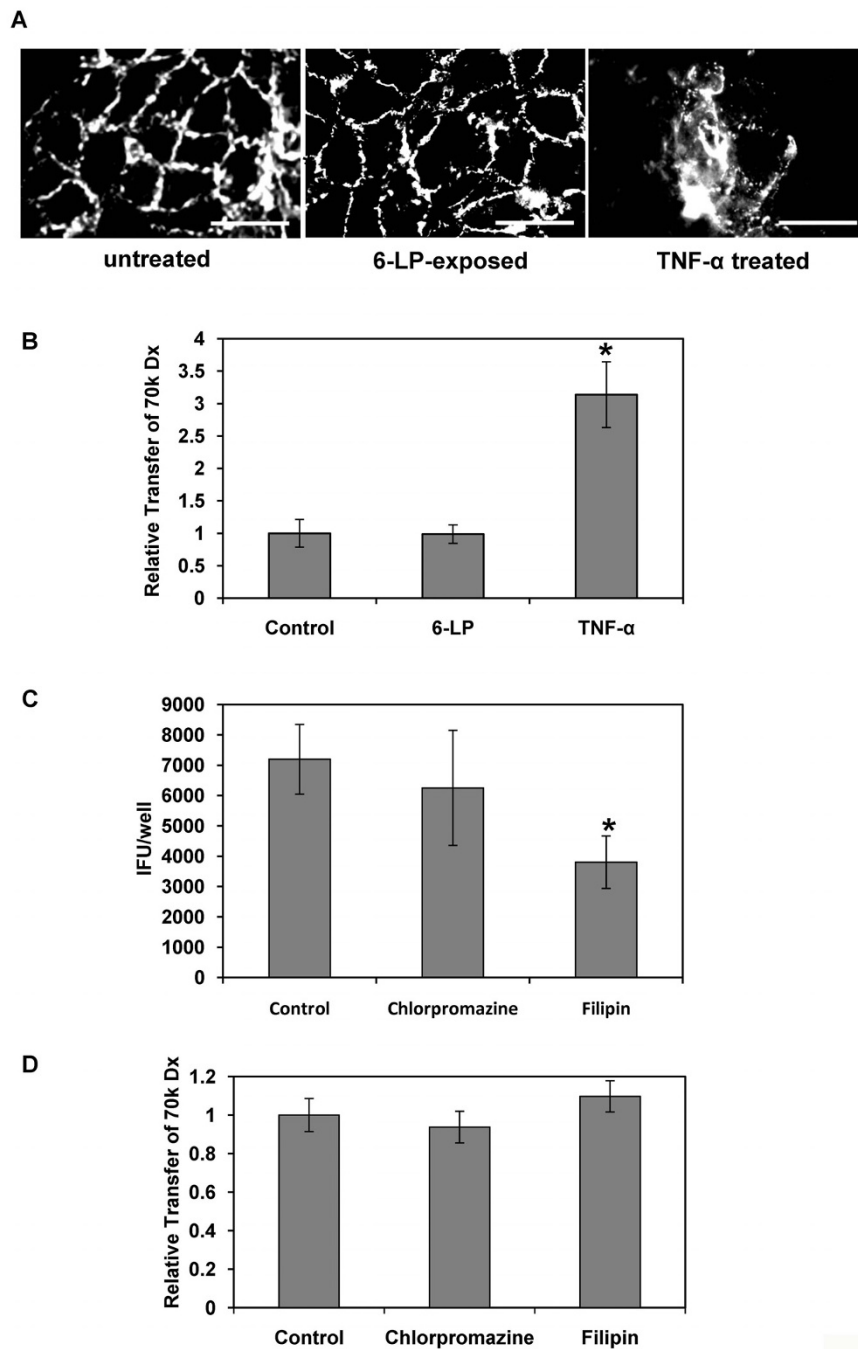 A
untreated 6-LP-exposed TNF-α treated
B
Relative Transfer of 70k Dx
4
3.5
3
2.5
2
1.5
1
0.5
0
*
Control 6-LP TNF-α
C
IFU/well
9000
8000
7000
6000
5000
4000
3000
2000
1000
0
*
Control Chlorpromazine Filipin
D
Relative Transfer of 70k Dx
1.2
1
0.8
0.6
0.4
0.2
0
Control Chlorpromazine Filipin